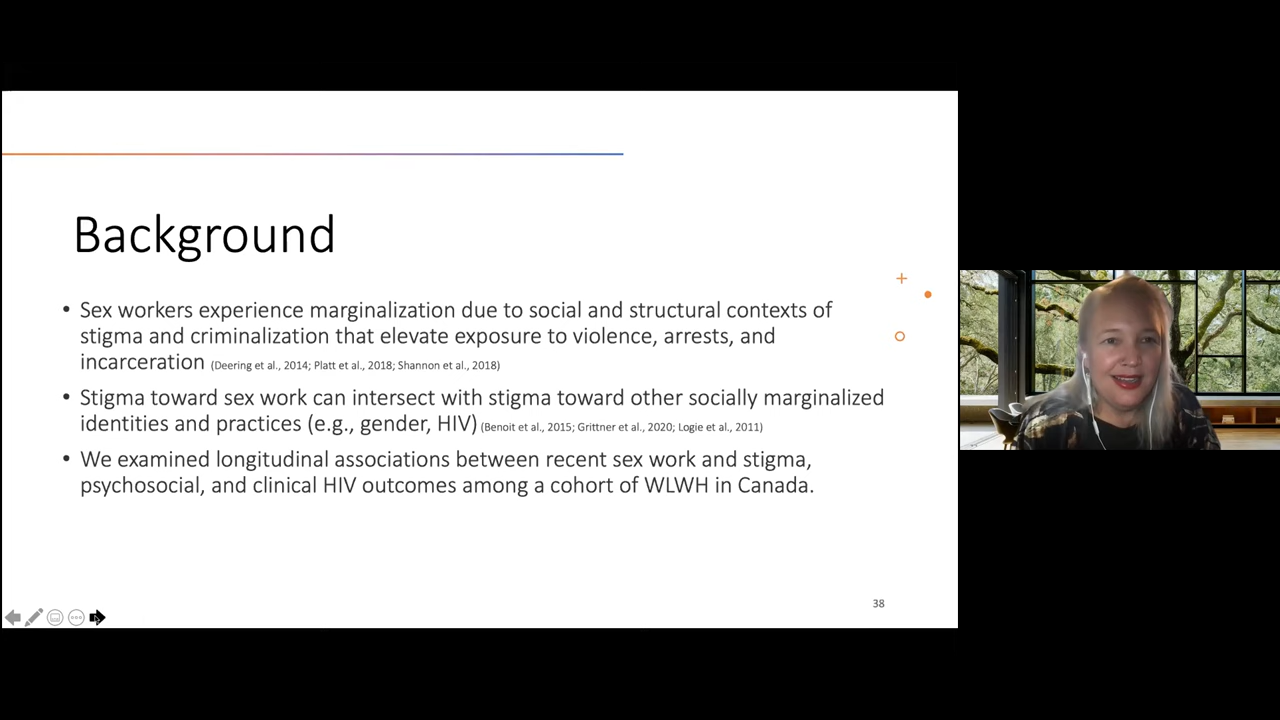 Background
• Sex workers experience marginalization due to social and structural contexts of
stigma and criminalization that elevate exposure to violence, arrests, and
incarceration (Deering et al., 2014; Platt et al., 2018; Shannon et al., 2018)
• Stigma toward sex work can intersect with stigma toward other socially marginalized
identities and practices (e.g., gender, HIV) (Benoit et al., 2015; Grittner et al., 2020; Logie et al., 2011)
• We examined longitudinal associations between recent sex work and stigma,
psychosocial, and clinical HIV outcomes among a cohort of WLWH in Canada.
38